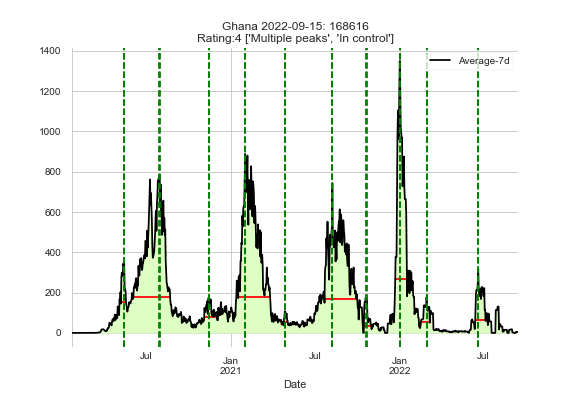 Ghana 2022-09-15: 168616
Rating:4 ['Multiple peaks', 'In control']
1400
Average-7d
1200
1000
800
600
400
200
0
Jul
Jan
2021
Jul
Jan
2022
Jul
Date